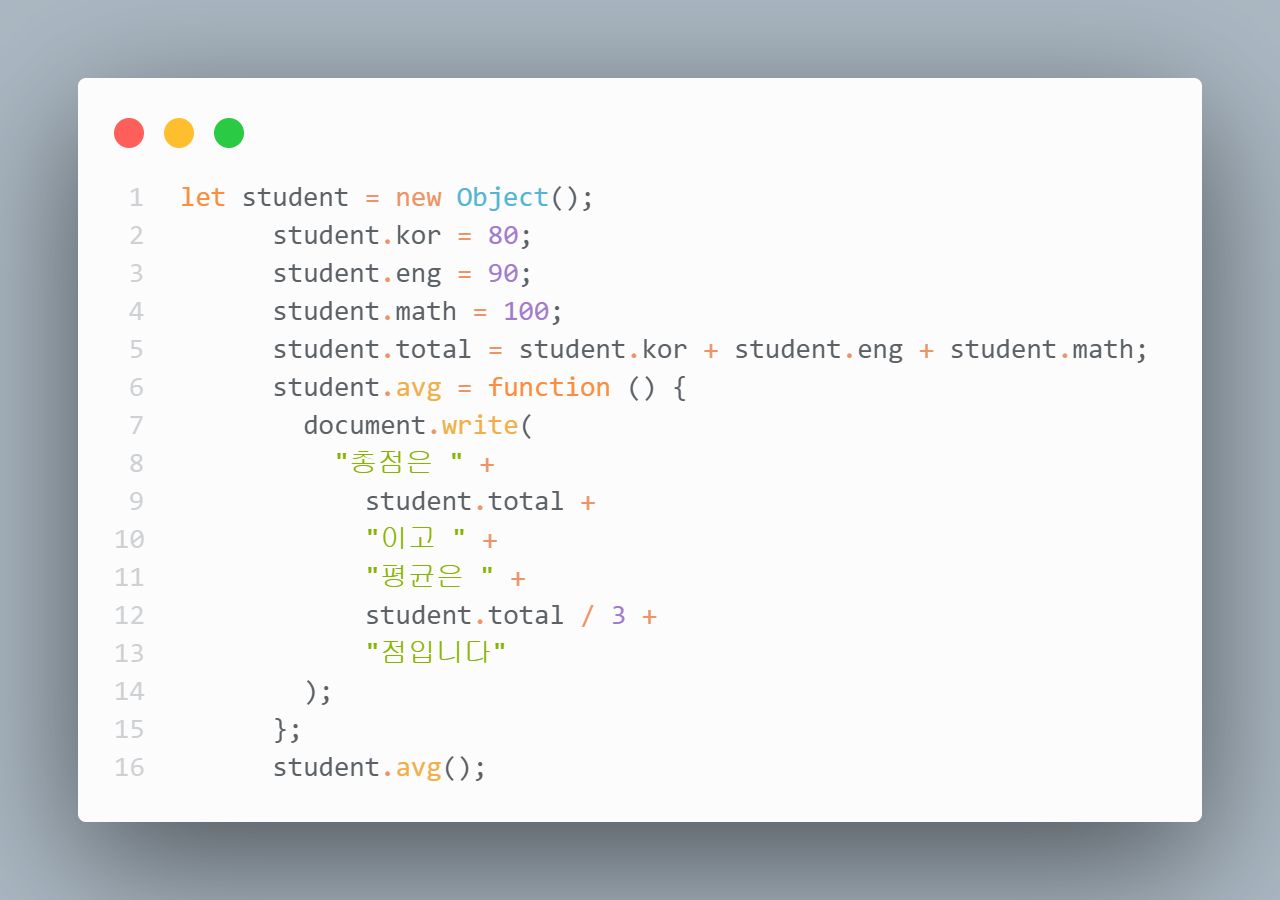 1 let student = new Object();
2 student.kor = 80;
3 student.eng = 90;
4 student.math = 100;
5 student.total = student.kor + student.eng + student.math;
6 student.avg = function () {
7 document.write(
8 "총점은 " +
9 student.total +
10 "이고 " +
11 "평균은 " +
12 student.total / 3 +
13 "점입니다"
14 );
15 };
16 student.avg();